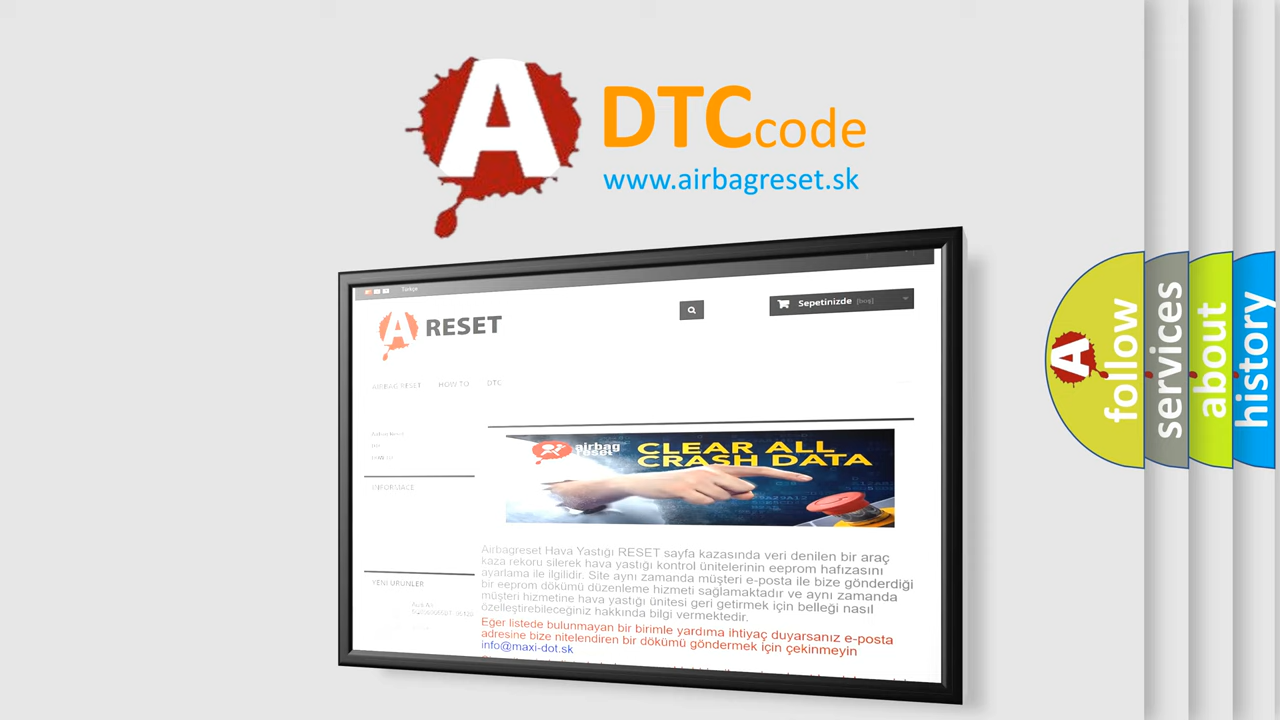 A DTCcode
www.airbagreset.sk
Türkçe
A RESET
Sepetinizde
AIRBAG RESET HOW TO DTC
HOW TO
INFORMACE
airbag
reset
CLEAR ALL
CRASH DATA
Airbagreset Hava Yastığı RESET sayfa kazasında veri denilen bir araç
kaza rekoru silerek hava yastığı kontrol ünitelerinin eeprom hafızasını
ayarlama ile ilgilidir. Site aynı zamanda müşteri e-posta ile bize gönderdiği
bir eeprom dökümü düzenleme hizmeti sağlamaktadır ve aynı zamanda
müşteri hizmetine hava yastığı ünitesi geri getirmek için belleği nasıl
özelleştirebileceğiniz hakkında bilgi vermektedir.
Eğer listede bulunmayan bir birimle yardıma ihtiyaç duyarsanız e-posta
adresine bize nitelendiren bir dökümü göndermek için çekinmeyin
info@maxi-dot.sk
YENI ÜRÜNLER
A
follow
services
about
history